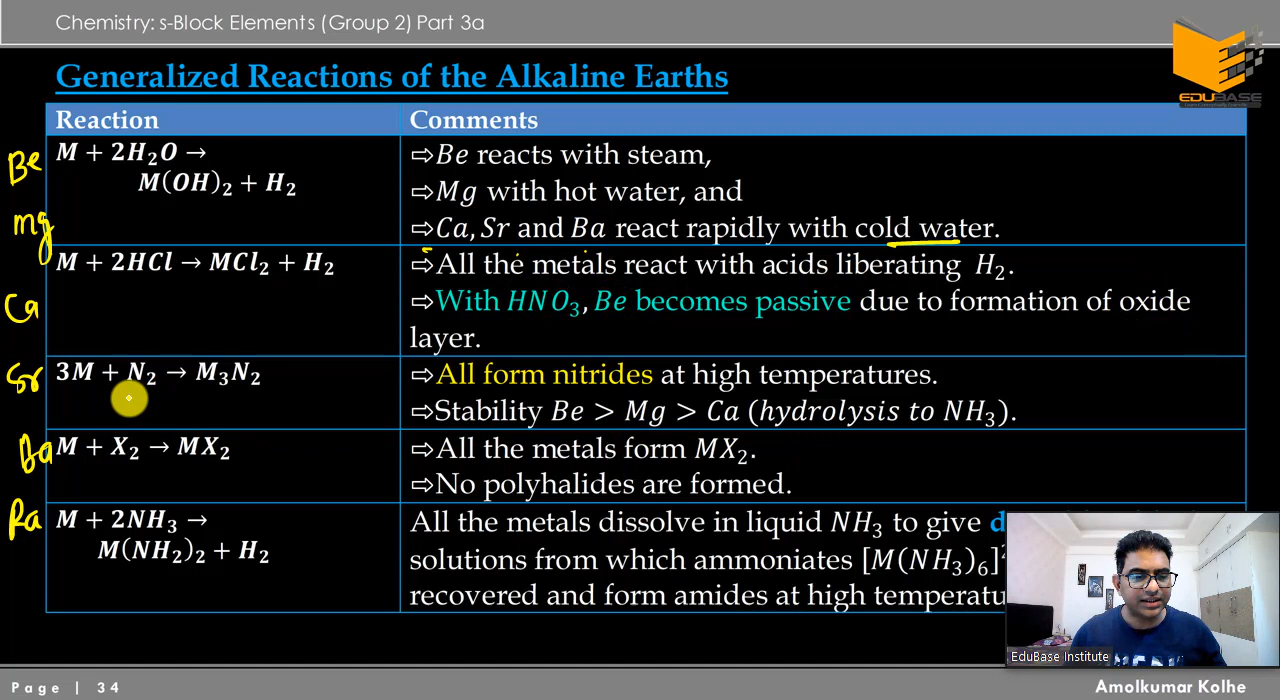 Chemistry: s-Block Elements (Group 2) Part 3a
EDUBASE
Generalized Reactions of the Alkaline Earths
Reaction
Comments
Be
Mg
Ca
Sr
Ba
Ra
M + 2H₂O →
M(OH)₂ + H₂
⇨Be reacts with steam,
⇨Mg with hot water, and
⇨Ca, Sr and Ba react rapidly with cold water.
M + 2HCl → MCl₂ + H₂
⇨All the metals react with acids liberating H₂.
⇨With HNO₃, Be becomes passive due to formation of oxide
layer.
3M + N₂ → M₃N₂
⇨All form nitrides at high temperatures.
⇨Stability Be > Mg > Ca (hydrolysis to NH₃).
M + X₂ → MX₂
⇨All the metals form MX₂.
⇨No polyhalides are formed.
M + 2NH₃ →
M(NH₂)₂ + H₂
All the metals dissolve in liquid NH₃ to give
solutions from which ammoniates [M(NH₃)₆]
recovered and form amides at high
EduBase Institute
Page | 34
Amolkumar Kolhe